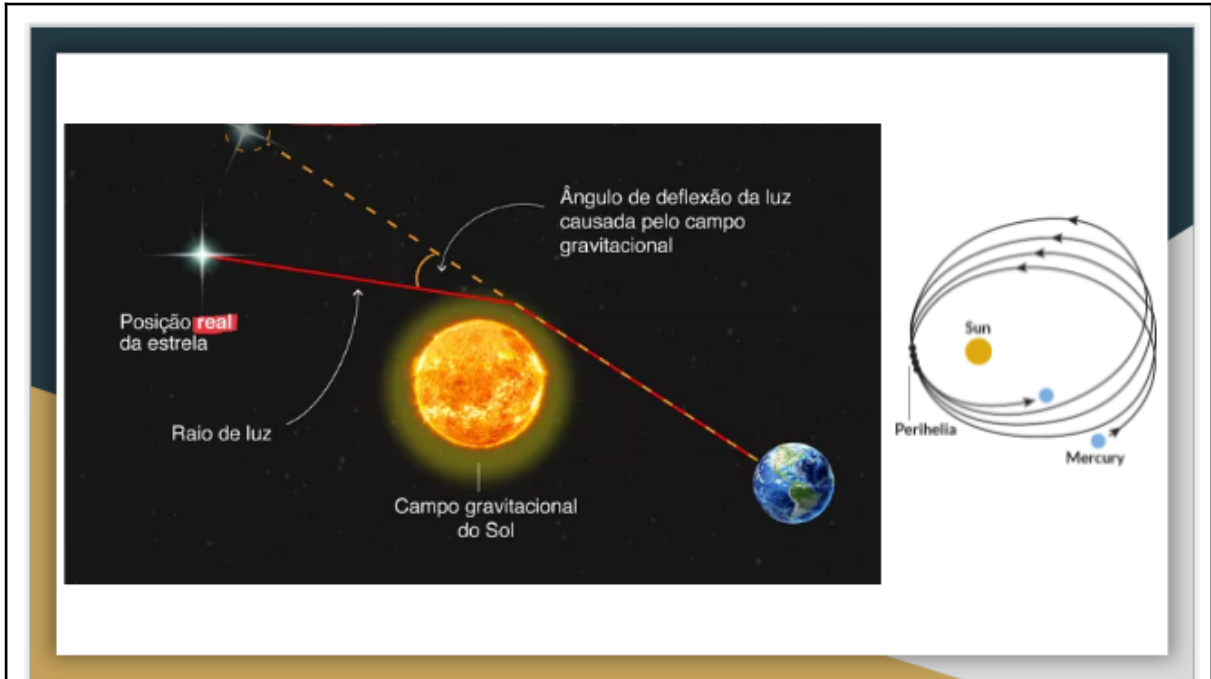 Ângulo de deflexão da luz
causada pelo campo
gravitacional
Posição real
da estrela
Raio de luz
Campo gravitacional
do Sol
Sun
Perihelia
Mercury